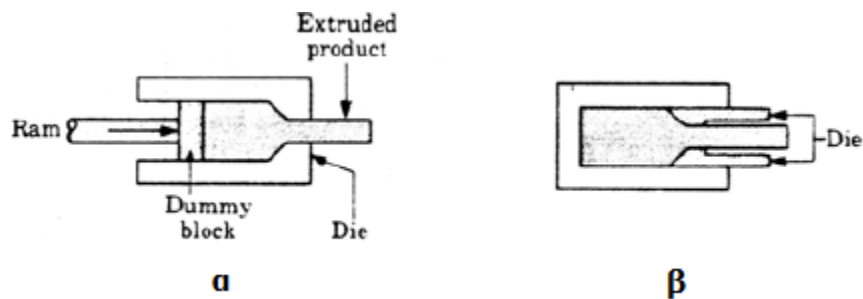 Extruded
product
Ram
Dummy
block
Die
Die
α
β